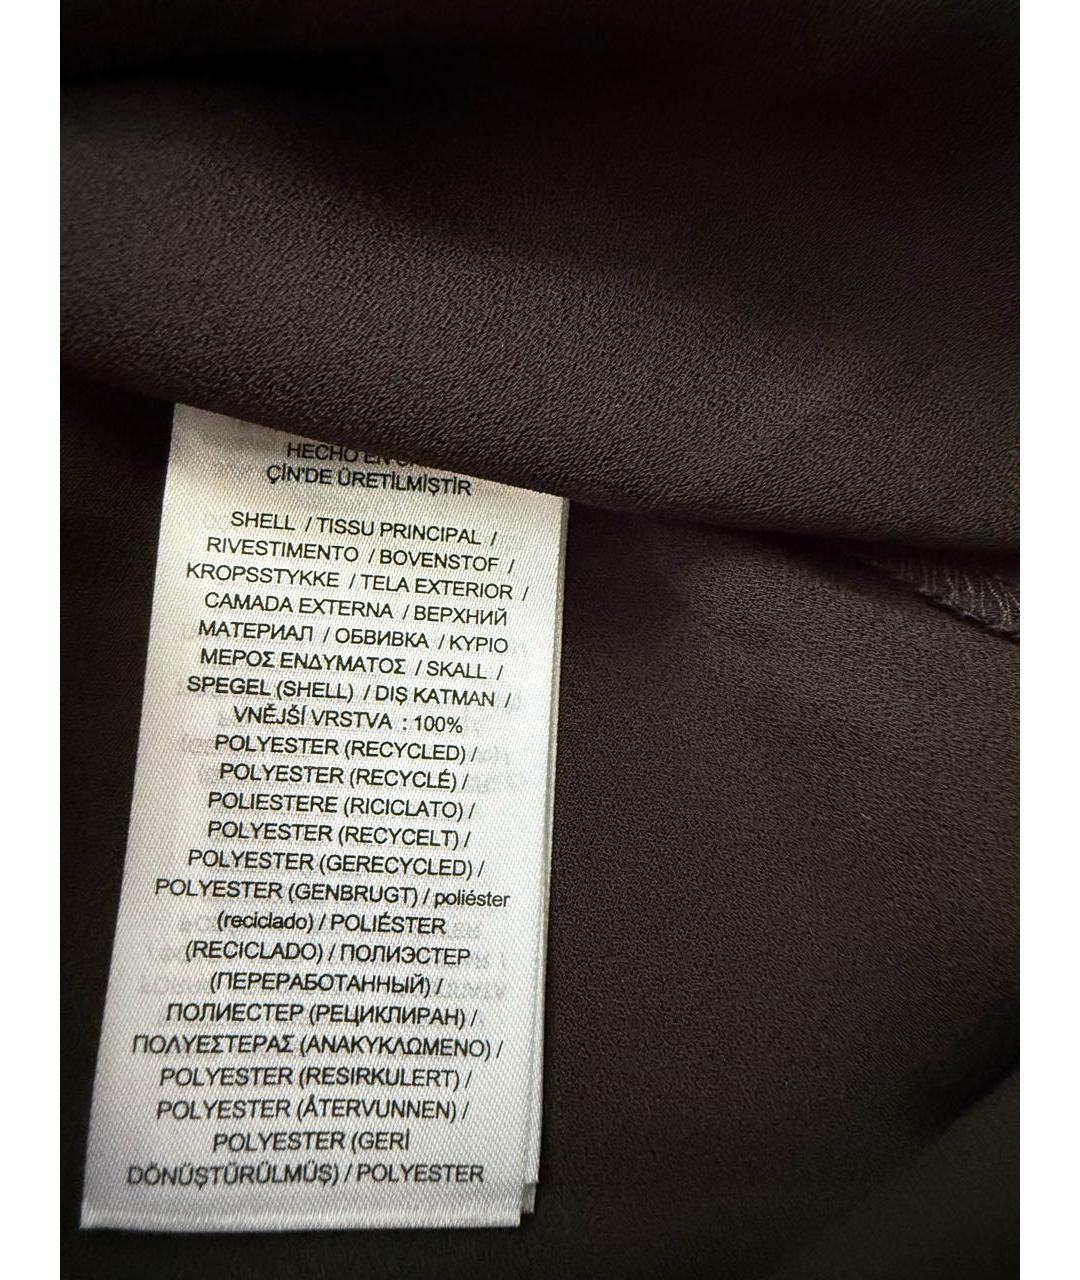 HECHO EN
ÇİN'DE ÜRETİLMİŞTİR
SHELL / TISSU PRINCIPAL /
RIVESTIMENTO / BOVENSTOF /
KROPSSTYKKE / TELA EXTERIOR /
CAMADA EXTERNA / ВЕРХНИЙ
МАТЕРИАЛ / ОБВИВКА / ΚΥΡΙΟ
ΜΕΡΟΣ ΕΝΔΥΜΑΤΟΣ / SKALL /
SPEGEL (SHELL) / DIŞ KATMAN /
VNĚJŠÍ VRSTVA : 100%
POLYESTER (RECYCLED) /
POLYESTER (RECYCLÉ) /
POLIESTERE (RICICLATO) /
POLYESTER (RECYCELT) /
POLYESTER (GERECYCLED) /
POLYESTER (GENBRUGT) / poliéster
(reciclado) / POLIÉSTER
(RECICLADO) / ПОЛИЭСТЕР
(ПЕРЕРАБОТАННЫЙ) /
ПОЛИЕСТЕР (РЕЦИКЛИРАН) /
ΠΟΛΥΕΣΤΕΡΑΣ (ΑΝΑΚΥΚΛΩΜΕΝΟ) /
POLYESTER (RESIRKULERT) /
POLYESTER (ÅTERVUNNEN) /
POLYESTER (GERİ
DÖNÜŞTÜRÜLMÜŞ) / POLYESTER